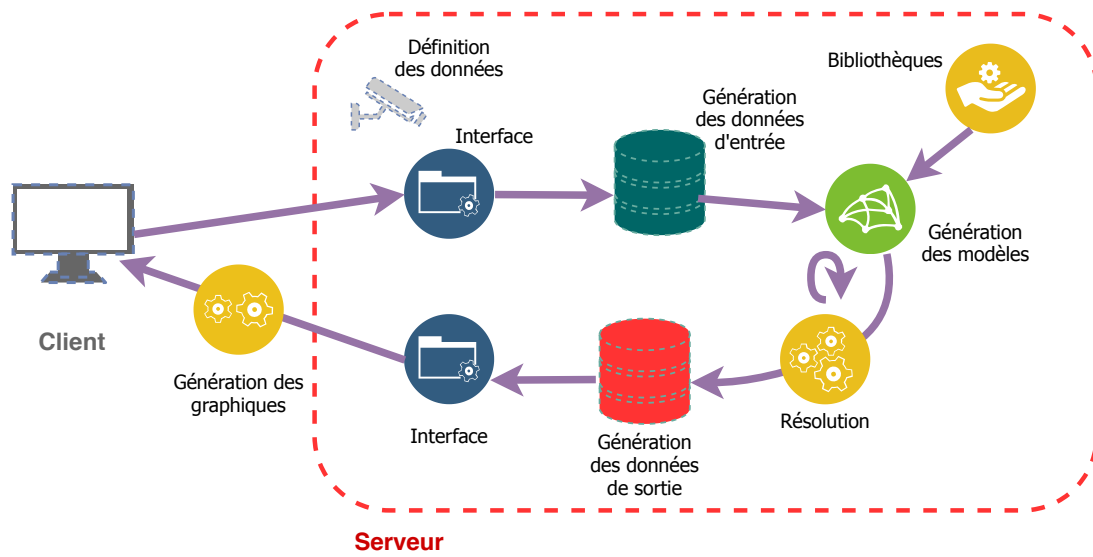 Définition
des données
Bibliothèques
Génération
des données
d'entrée
Interface
Génération
des modèles
Client
Génération des
graphiques
Interface
Génération
des données
de sortie
Résolution
Serveur